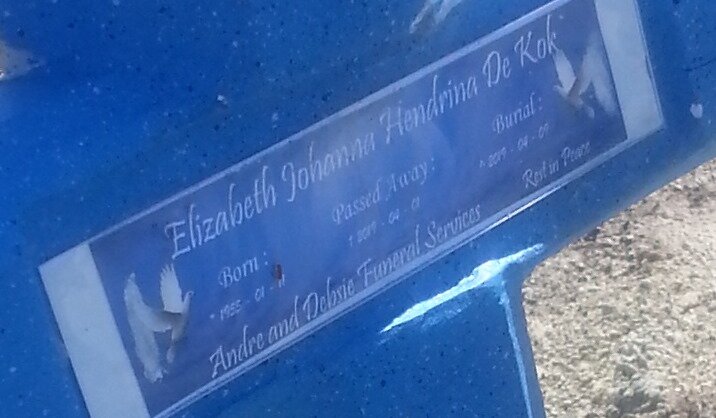 Elizabeth Johanna Hendrina De Kok
Born : Passed Away : Burial :
Andre and Debsie Funeral Services Rest in Peace